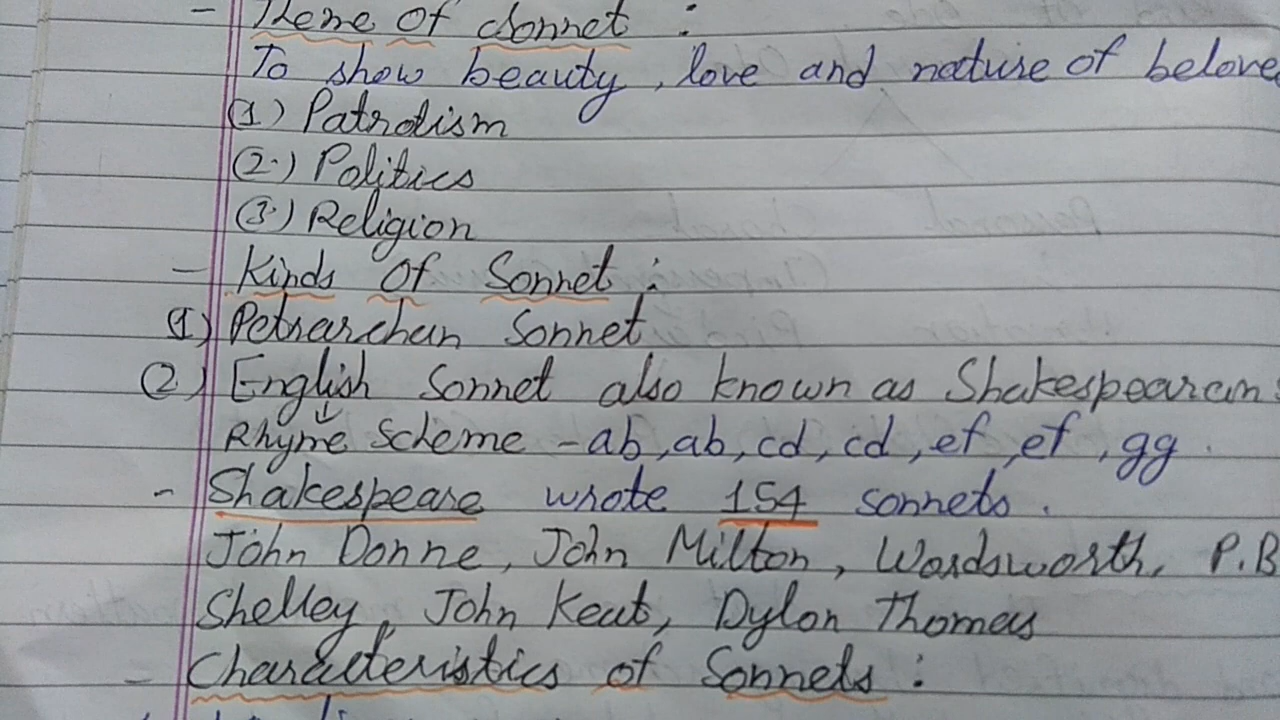 - Theme Of Sonnet :
To show beauty, love and nature of belove
(1) Patrotism
(2.) Politics
(3.) Religion
- Kinds Of Sonnet :
1) Petrarchan Sonnet
(2) English Sonnet also known as Shakespearean
Rhyme Scheme - ab, ab, cd, cd, ef, ef, gg.
- Shakespeare wrote 154 sonnets.
John Donne, John Milton, Wordsworth, P.B
Shelley, John Keat, Dylon Thomas
- Characteristics of Sonnets :